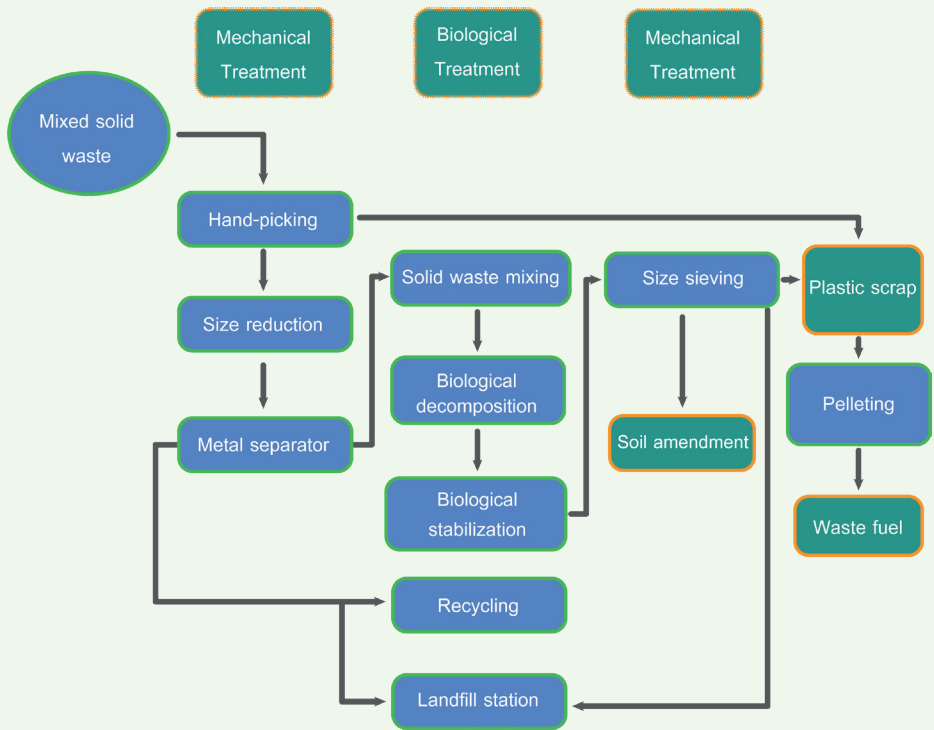 Mechanical
Treatment
Biological
Treatment
Mechanical
Treatment
Mixed solid
waste
Hand-picking
Solid waste mixing
Size sieving
Plastic scrap
Size reduction
Biological
decomposition
Pelleting
Metal separator
Soil amendment
Biological
stabilization
Waste fuel
Recycling
Landfill station